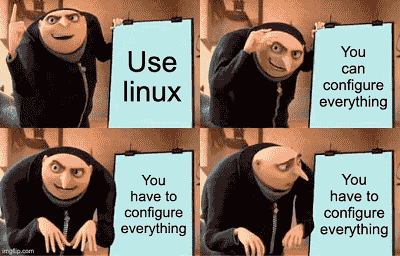 Use
linux
You
can
configure
everything
You
have to
configure
everything
You
have to
configure
everything
imgflip.com